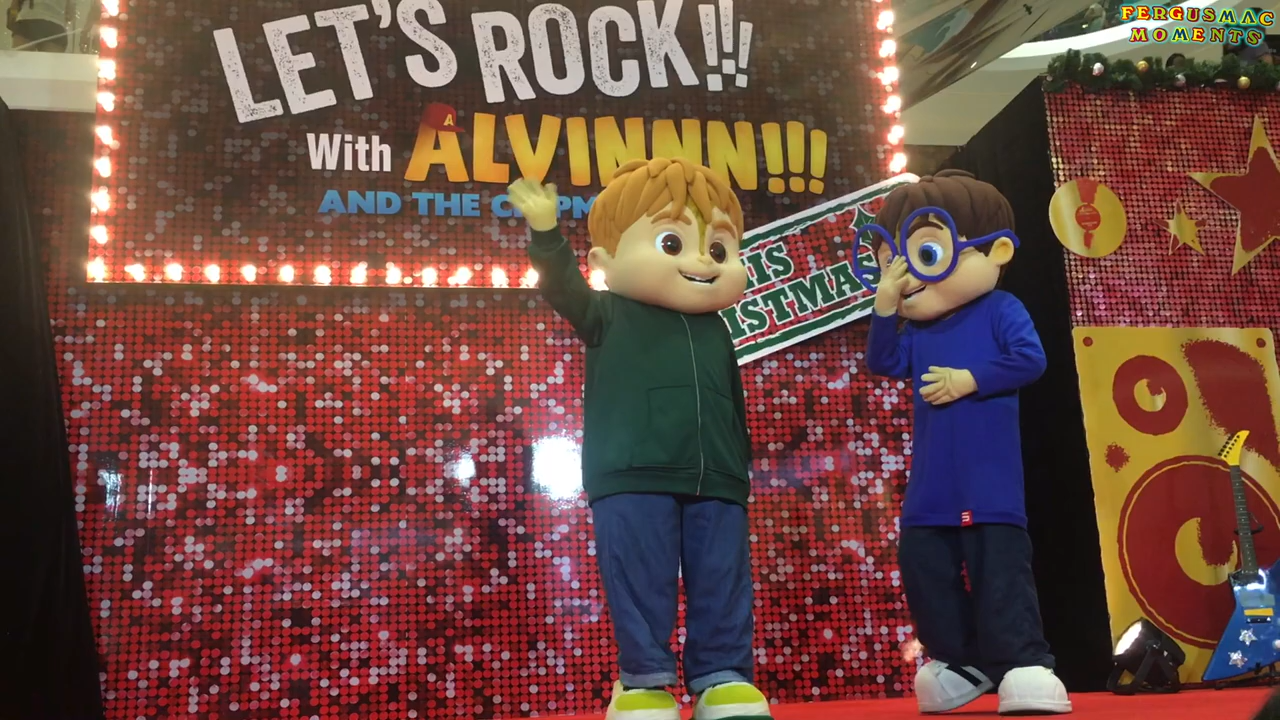 FERGUSMAC
MOMENTS
LET'S ROCK!!!
With ALVINNN!!!
A
AND THE
S